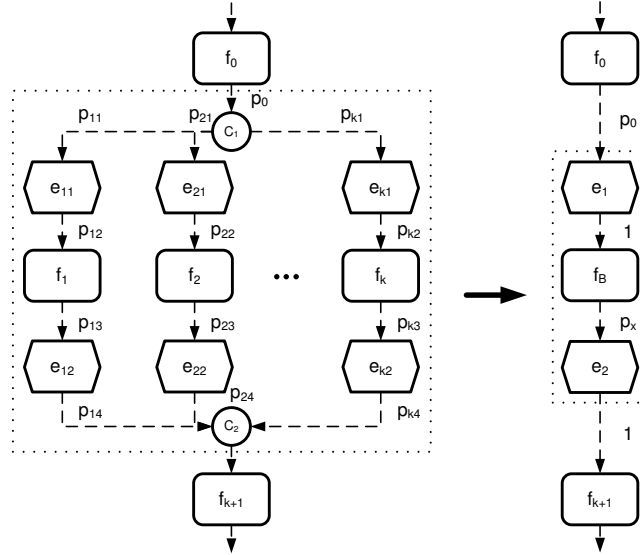 f0 f0
p0
p11 p21 C1 pk1 p0
e11 e21 ek1 e1
p12 p22 pk2 1
f1 f2 ... fk fB
p13 p23 pk3 px
e12 e22 ek2 e2
p24
p14 C2 pk4 1
fk+1 fk+1